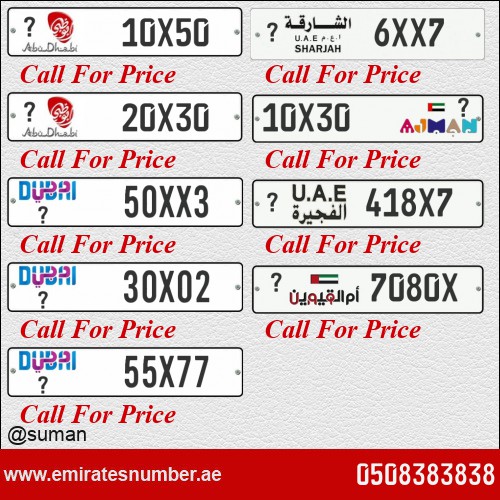 ? Abu Dhabi 10X50
Call For Price
? Abu Dhabi 20X30
Call For Price
DUBAI ? 50XX3
Call For Price
DUBAI ? 30X02
Call For Price
DUBAI ? 55X77
Call For Price
@suman
? الشارقة
U.A.E إ.ع.م
SHARJAH
6XX7
Call For Price
10X30 ? AJMAN
Call For Price
? U.A.E
الفجيرة
418X7
Call For Price
? أم القيوين 7080X
Call For Price
www.emiratesnumber.ae 0508383838